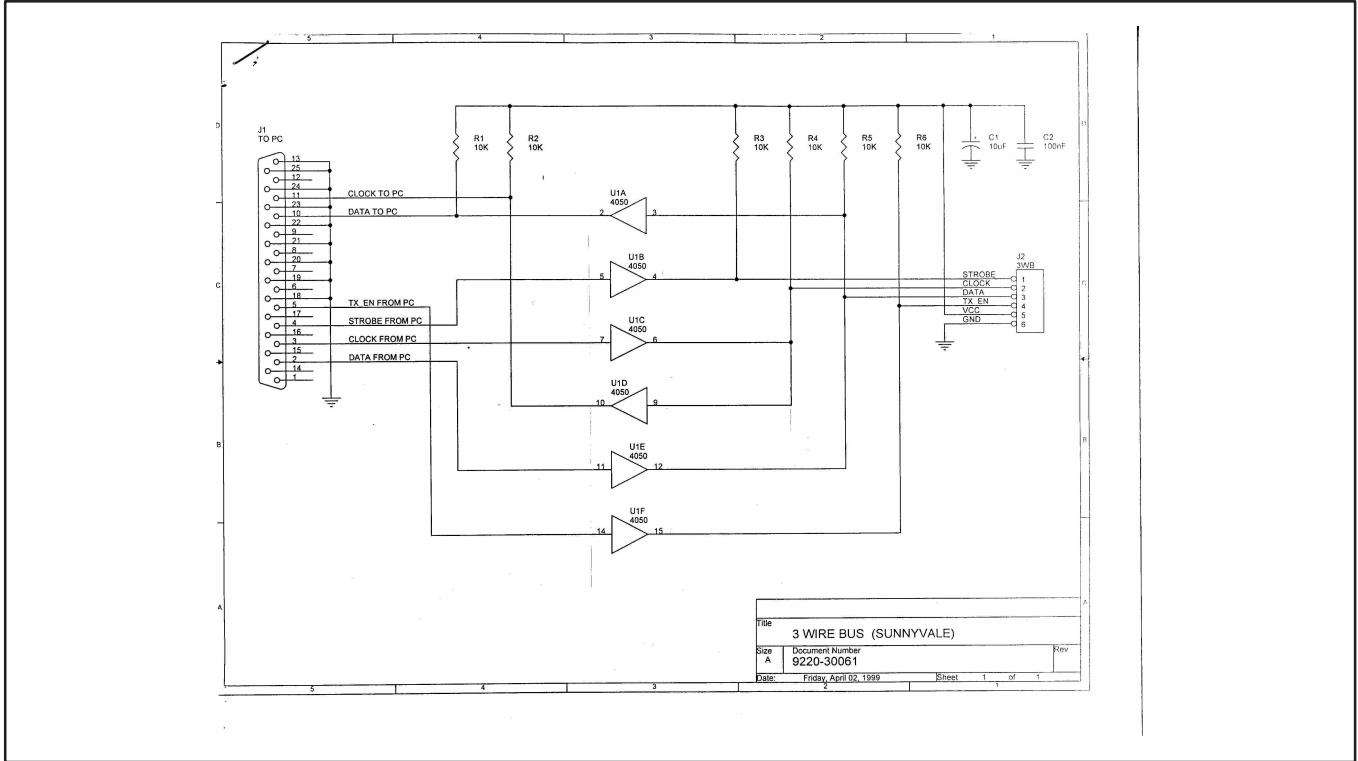 5 4 3 2 1
D D
J1
TO PC
R1
10K
R2
10K
R3
10K
R4
10K
R5
10K
R6
10K
C1
10uF
C2
100nF
13
25
12
24
11 CLOCK TO PC
23
10 DATA TO PC
22
9
21
8
20
7
19
6
18
5 TX_EN FROM PC
17
4 STROBE FROM PC
16
3 CLOCK FROM PC
15
2 DATA FROM PC
14
1
U1A
4050
2 3
U1B
4050
5 4
U1C
4050
7 6
U1D
4050
10 9
U1E
4050
11 12
U1F
4050
14 15
J2
3WB
STROBE 1
CLOCK 2
DATA 3
TX_EN 4
VCC 5
GND 6
C C
B B
A A
Title
3 WIRE BUS (SUNNYVALE)
Size
A
Document Number
9220-30061
Rev
Date: Friday, April 02, 1999 Sheet 1 of 1
5 4 3 2 1